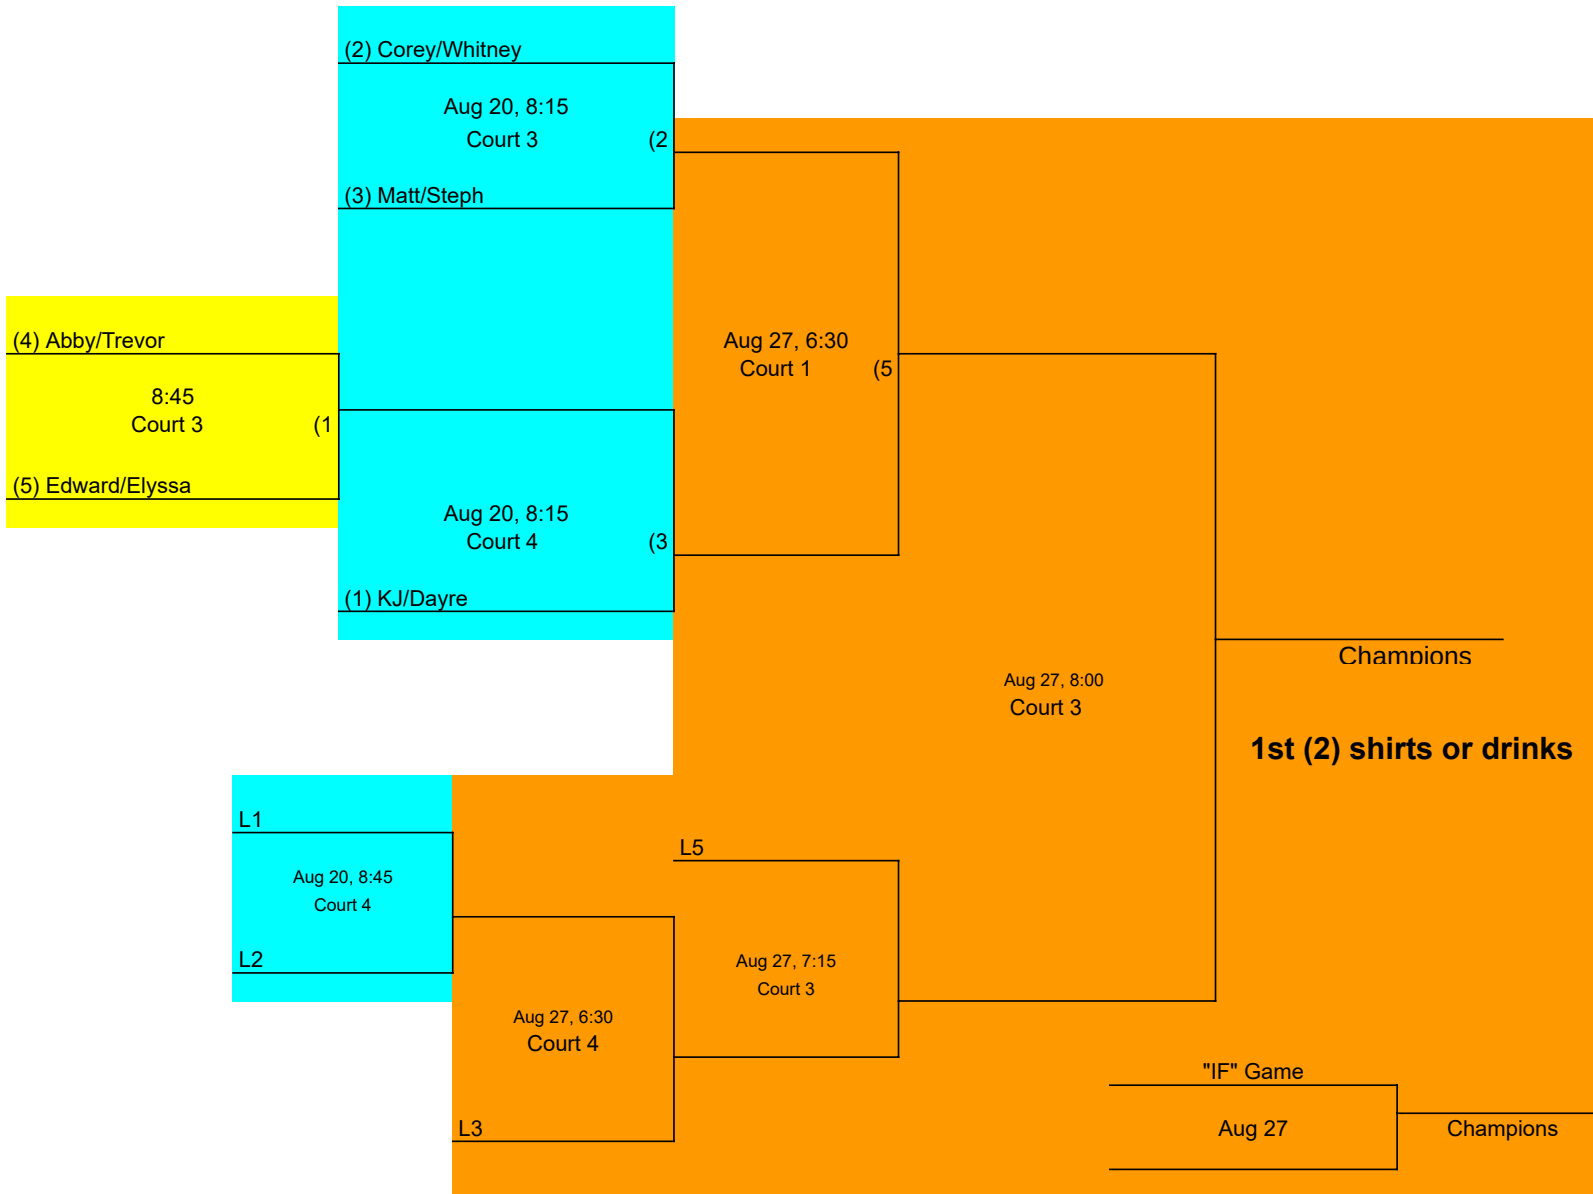 (2) Corey/Whitney
Aug 20, 8:15
Court 3 (2
(3) Matt/Steph
(4) Abby/Trevor
8:45
Court 3 (1
(5) Edward/Elyssa
Aug 27, 6:30
Court 1 (5
Aug 20, 8:15
Court 4 (3
(1) KJ/Dayre
Champions
Aug 27, 8:00
Court 3
1st (2) shirts or drinks
L1
Aug 20, 8:45
Court 4
L2
L5
Aug 27, 7:15
Court 3
Aug 27, 6:30
Court 4
L3
"IF" Game
Aug 27
Champions